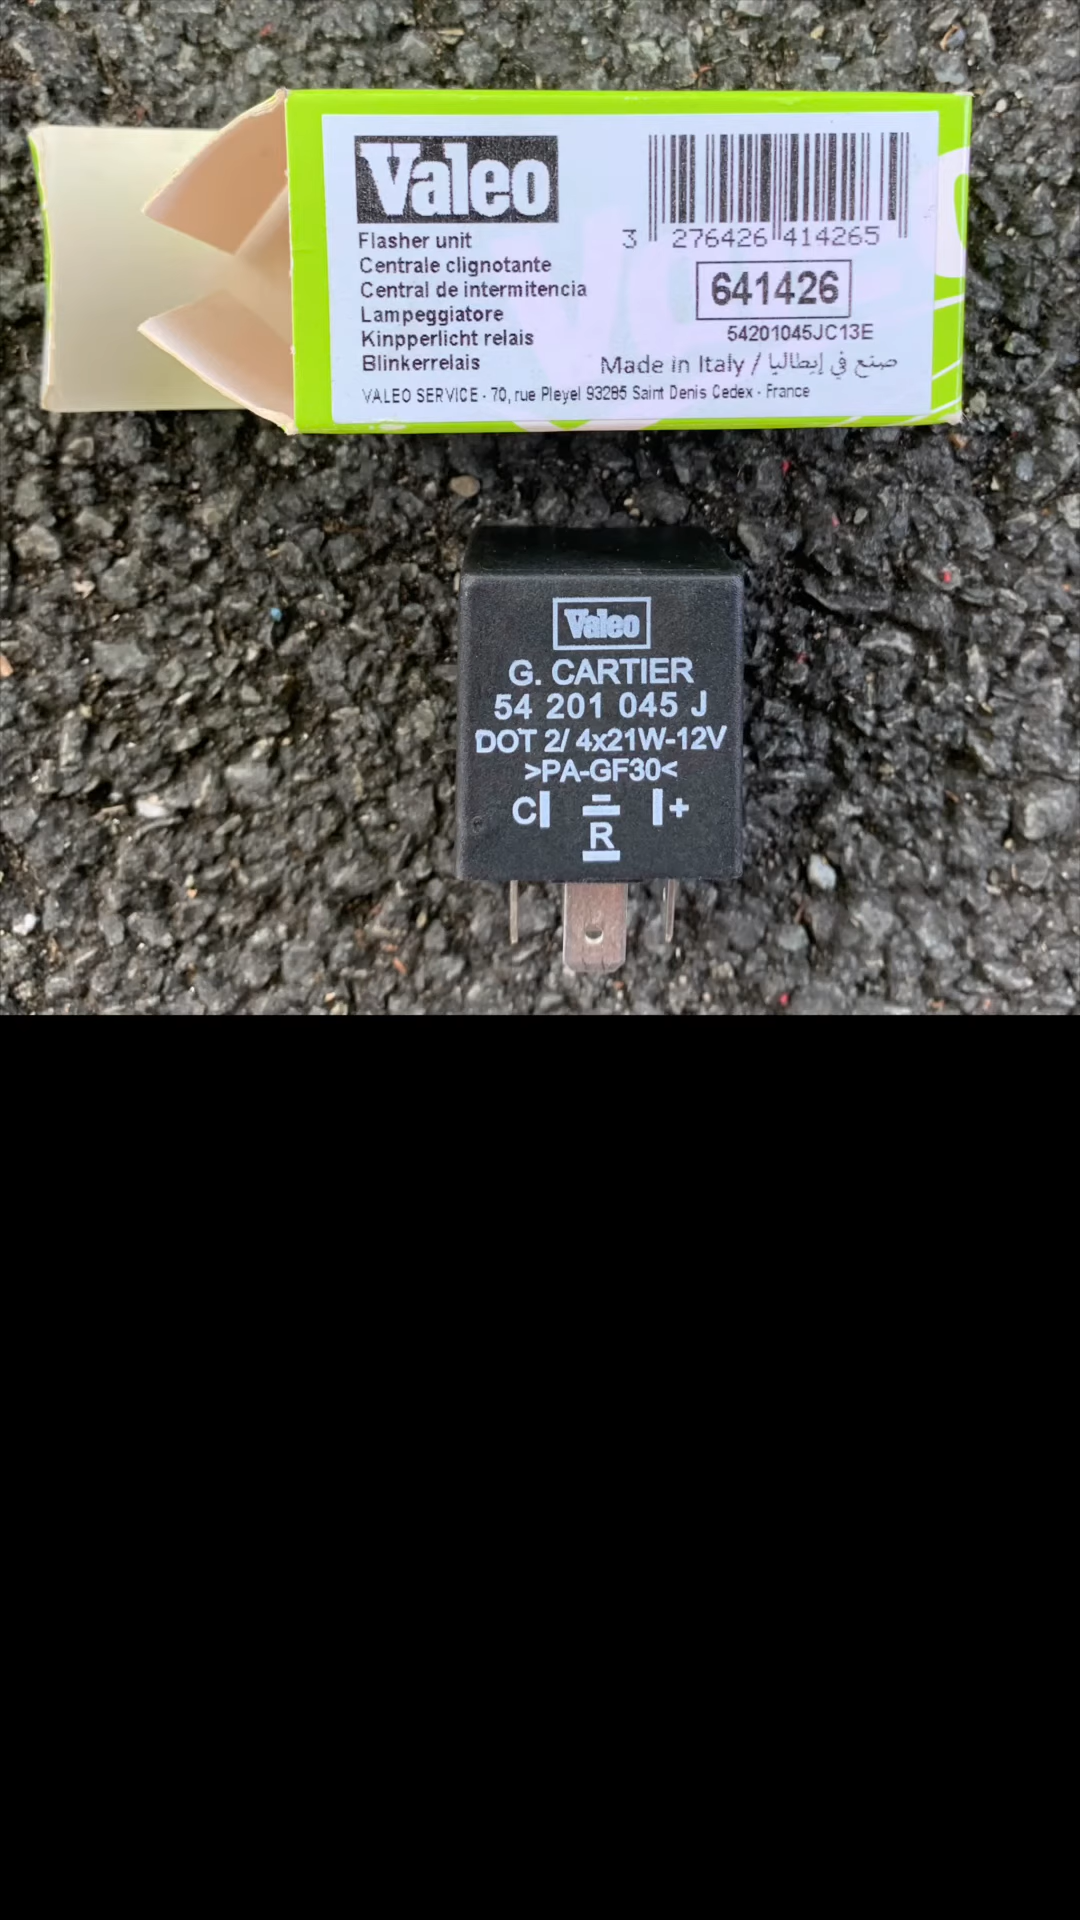 Valeo
Flasher unit
Centrale clignotante
Central de intermitencia
Lampeggiatore
Kinpperlicht relais
Blinkerrelais
3 276426 414265
641426
54201045JC13E
Made in Italy / صنع في إيطاليا
VALEO SERVICE - 70, rue Pleyel 93285 Saint Denis Cedex - France
Valeo
G. CARTIER
54 201 045 J
DOT 2/ 4x21W-12V
>PA-GF30<
C - +
R